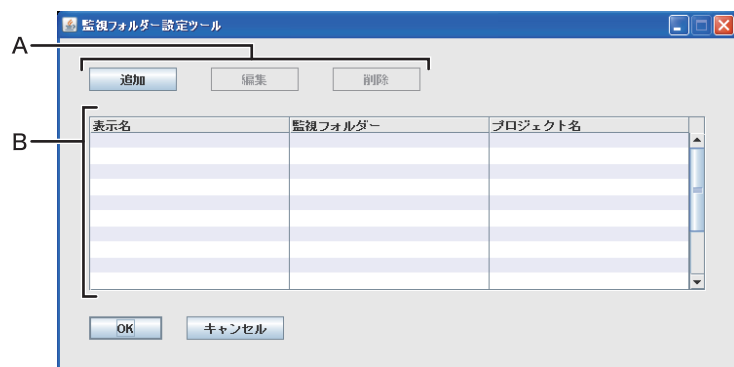 監視フォルダー設定ツール
A
追加 編集 削除
B
表示名 監視フォルダー プロジェクト名
OK キャンセル